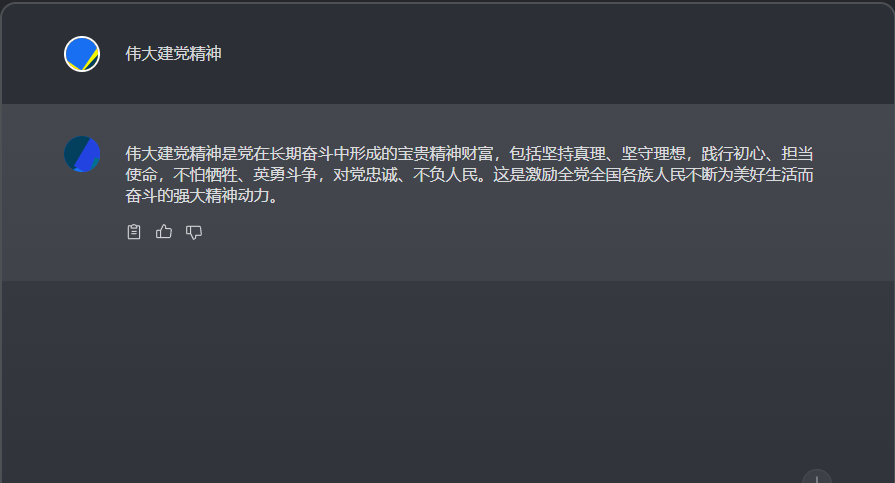 伟大建党精神
伟大建党精神是党在长期奋斗中形成的宝贵精神财富，包括坚持真理、坚守理想，践行初心、担当
使命，不怕牺牲、英勇斗争，对党忠诚、不负人民。这是激励全党全国各族人民不断为美好生活而
奋斗的强大精神动力。